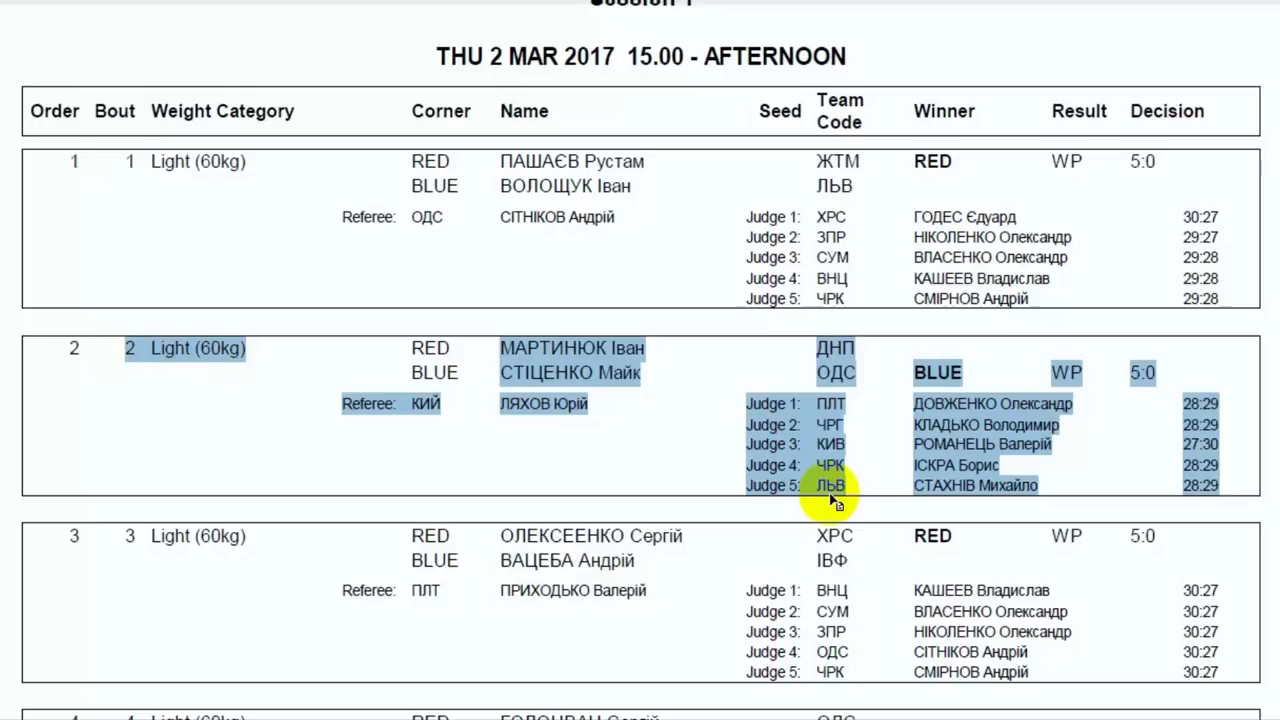 Session 1
THU 2 MAR 2017 15.00 - AFTERNOON
Order Bout Weight Category Corner Name Seed Team Code Winner Result Decision
1 1 Light (60kg) RED ПАШАЄВ Рустам ЖТМ RED WP 5:0
BLUE ВОЛОЩУК Іван ЛЬВ
Referee: ОДС СІТНІКОВ Андрій Judge 1: ХРС ГОДЕС Єдуард 30:27
Judge 2: ЗПР НІКОЛЕНКО Олександр 29:27
Judge 3: СУМ ВЛАСЕНКО Олександр 29:28
Judge 4: ВНЦ КАШЕЕВ Владислав 29:28
Judge 5: ЧРК СМІРНОВ Андрій 29:28
2 2 Light (60kg) RED МАРТИНЮК Іван ДНП
BLUE СТІЦЕНКО Майк ОДС BLUE WP 5:0
Referee: КИЙ ЛЯХОВ Юрій Judge 1: ПЛТ ДОВЖЕНКО Олександр 28:29
Judge 2: ЧРГ КЛАДЬКО Володимир 28:29
Judge 3: КИВ РОМАНЕЦЬ Валерій 27:30
Judge 4: ЧРК ІСКРА Борис 28:29
Judge 5: ЛЬВ СТАХНІВ Михайло 28:29
3 3 Light (60kg) RED ОЛЕКСЕЕНКО Сергій ХРС RED WP 5:0
BLUE ВАЦЕБА Андрій ІВФ
Referee: ПЛТ ПРИХОДЬКО Валерій Judge 1: ВНЦ КАШЕЕВ Владислав 30:27
Judge 2: СУМ ВЛАСЕНКО Олександр 30:27
Judge 3: ЗПР НІКОЛЕНКО Олександр 30:27
Judge 4: ОДС СІТНІКОВ Андрій 30:27
Judge 5: ЧРК СМІРНОВ Андрій 30:27
4 4 Light (60kg) RED Сергій ОДС